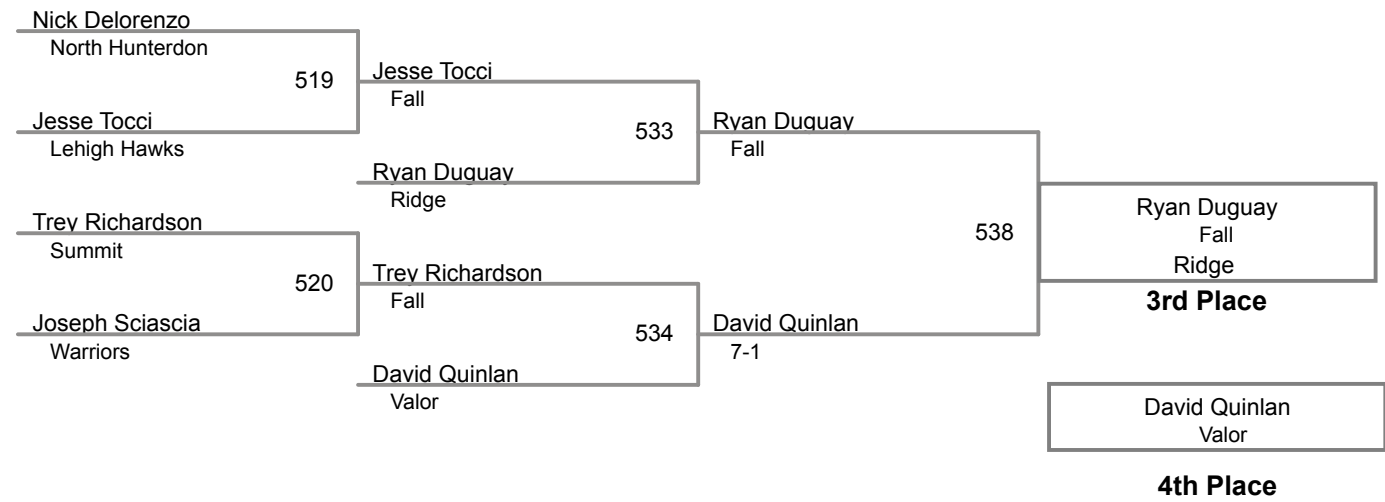 Nick Delorenzo
North Hunterdon
519
Jesse Tocci
Fall
Jesse Tocci
Lehigh Hawks
533
Ryan Duguay
Fall
Ryan Duguay
Ridge
Trey Richardson
Summit
538
Ryan Duguay
Fall
Ridge
3rd Place
520
Trey Richardson
Fall
Joseph Sciascia
Warriors
534
David Quinlan
7-1
David Quinlan
Valor
David Quinlan
Valor
4th Place